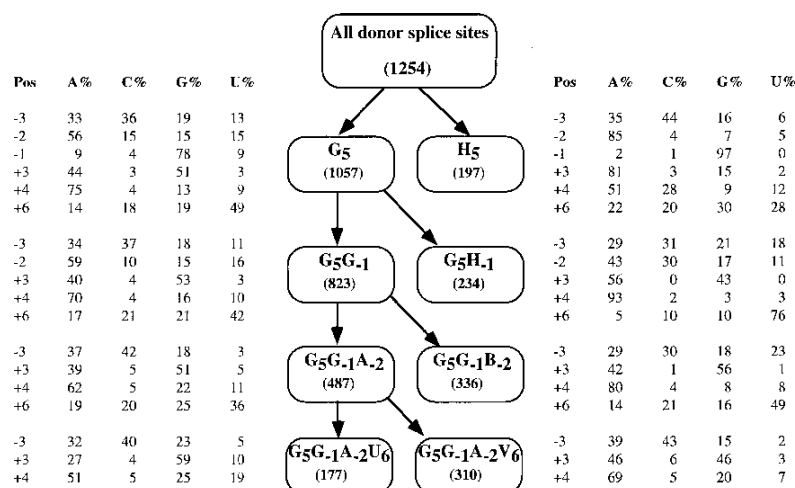 All donor splice sites
(1254)
Pos A% C% G% U%
-3 33 36 19 13
-2 56 15 15 15
-1 9 4 78 9
+3 44 3 51 3
+4 75 4 13 9
+6 14 18 19 49
G5
(1057)
H5
(197)
Pos A% C% G% U%
-3 35 44 16 6
-2 85 4 7 5
-1 2 1 97 0
+3 81 3 15 2
+4 51 28 9 12
+6 22 20 30 28
-3 34 37 18 11
-2 59 10 15 16
+3 40 4 53 3
+4 70 4 16 10
+6 17 21 21 42
G5G-1
(823)
G5H-1
(234)
-3 29 31 21 18
-2 43 30 17 11
+3 56 0 43 0
+4 93 2 3 3
+6 5 10 10 76
-3 37 42 18 3
+3 39 5 51 5
+4 62 5 22 11
+6 19 20 25 36
G5G-1A-2
(487)
G5G-1B-2
(336)
-3 29 30 18 23
+3 42 1 56 1
+4 80 4 8 8
+6 14 21 16 49
-3 32 40 23 5
+3 27 4 59 10
+4 51 5 25 19
G5G-1A-2U6
(177)
G5G-1A-2V6
(310)
-3 39 43 15 2
+3 46 6 46 3
+4 69 5 20 7